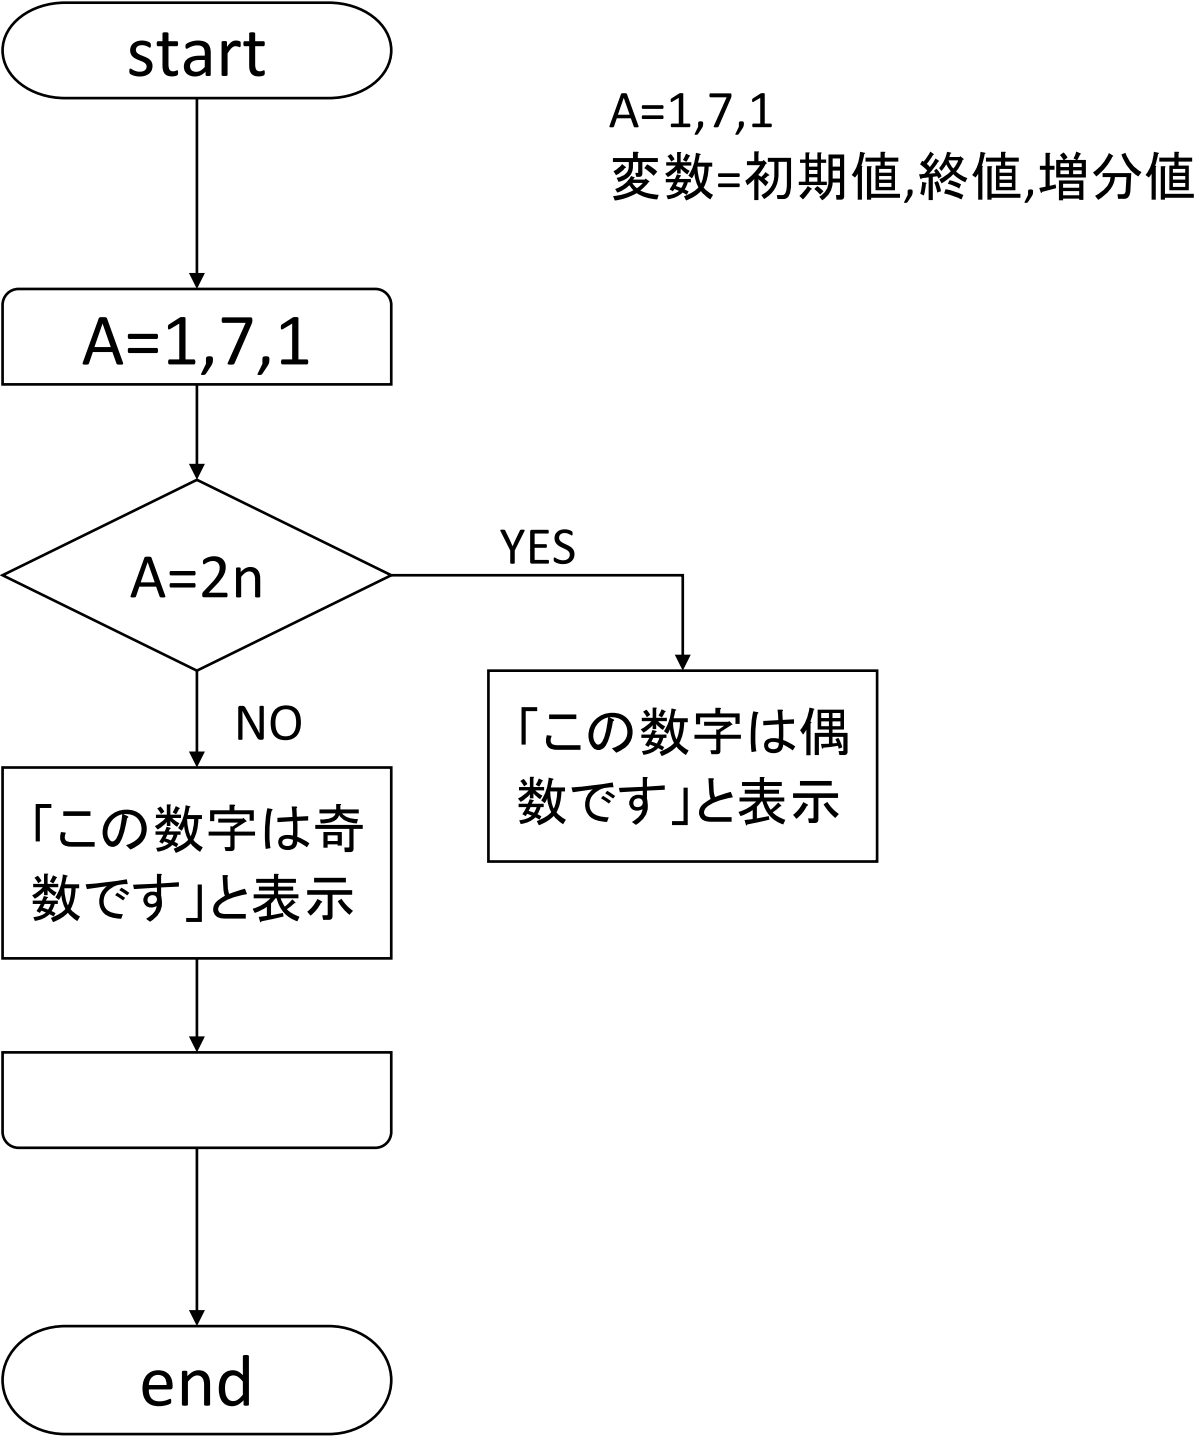 start
A=1,7,1
変数=初期値,終値,増分値
A=1,7,1
A=2n
YES
NO
「この数字は偶
数です」と表示
「この数字は奇
数です」と表示
end